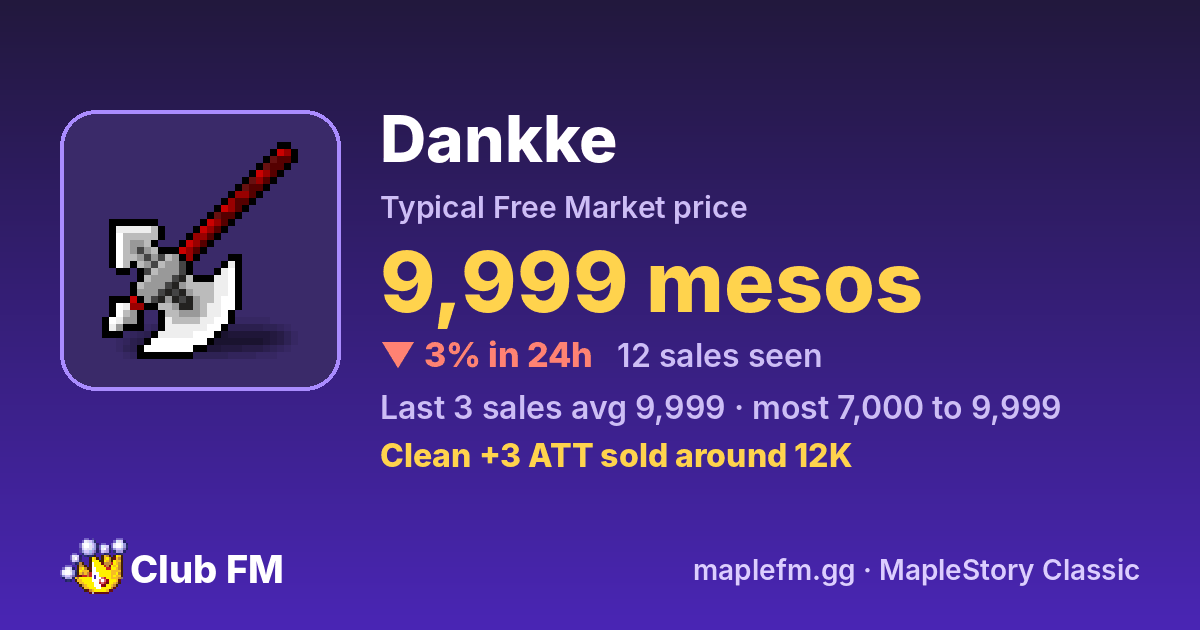 Dankke
Typical Free Market price
9,999 mesos
▼ 3% in 24h 12 sales seen
Last 3 sales avg 9,999 · most 7,000 to 9,999
Clean +3 ATT sold around 12K
Club FM
maplefm.gg · MapleStory Classic